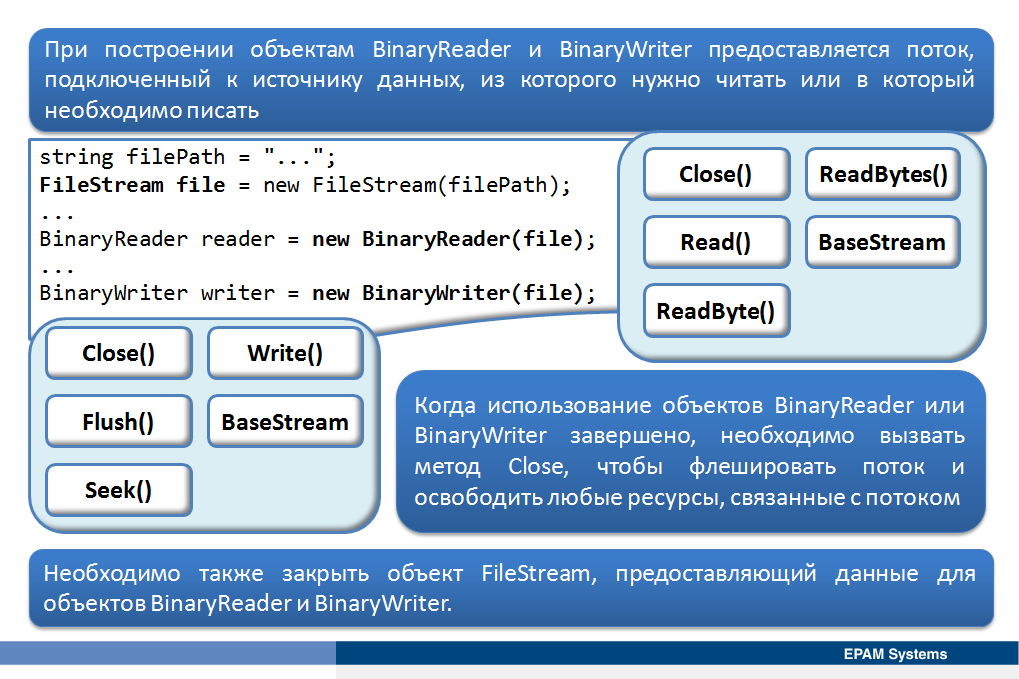 При построении объектам BinaryReader и BinaryWriter предоставляется поток,
подключенный к источнику данных, из которого нужно читать или в который
необходимо писать
string filePath = "...";
FileStream file = new FileStream(filePath);
...
BinaryReader reader = new BinaryReader(file);
...
BinaryWriter writer = new BinaryWriter(file);
Close() ReadBytes()
Read() BaseStream
ReadByte()
Close() Write()
Flush() BaseStream
Seek()
Когда использование объектов BinaryReader или
BinaryWriter завершено, необходимо вызвать
метод Close, чтобы флешировать поток и
освободить любые ресурсы, связанные с потоком
Необходимо также закрыть объект FileStream, предоставляющий данные для
объектов BinaryReader и BinaryWriter.
EPAM Systems